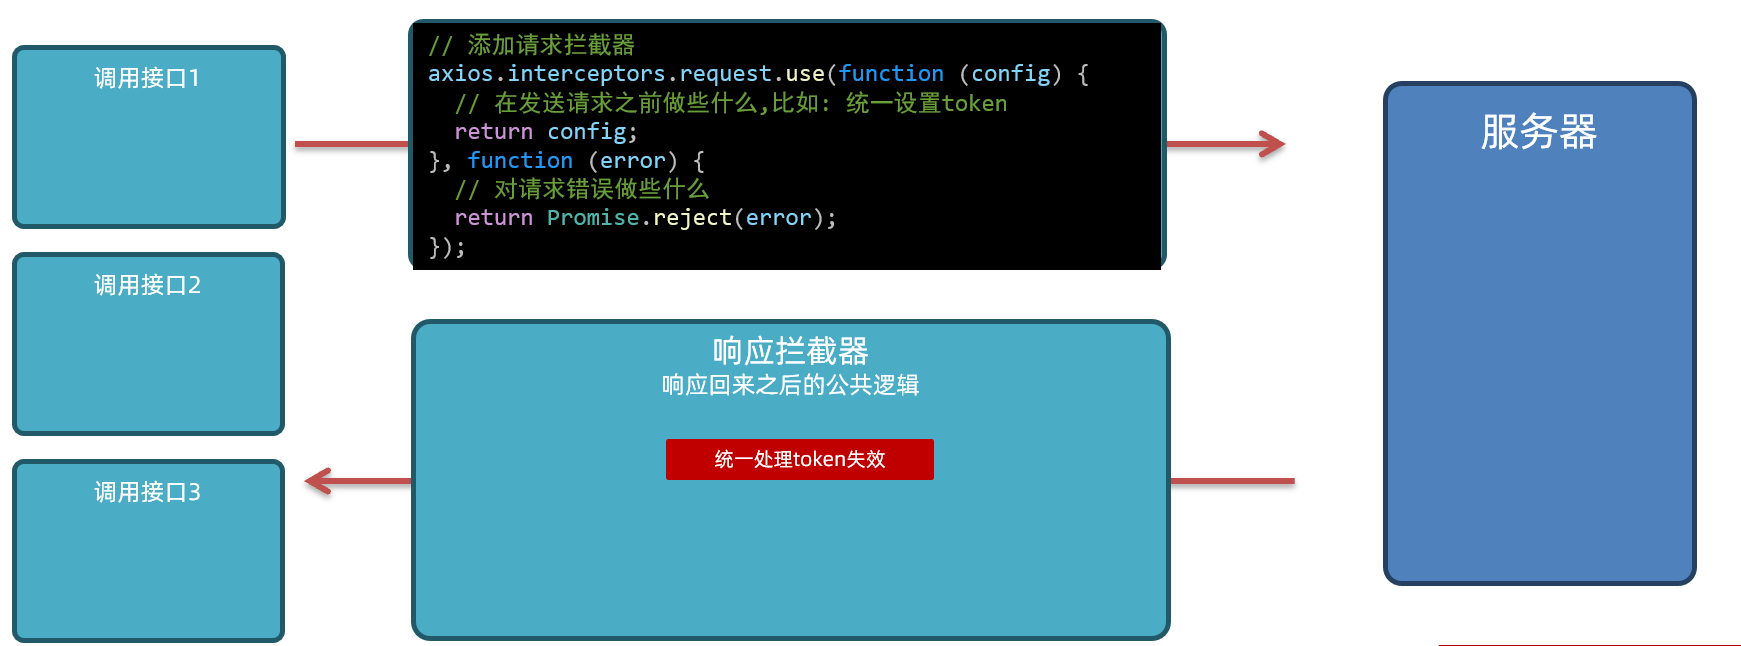 调用接口1
调用接口2
调用接口3
// 添加请求拦截器
axios.interceptors.request.use(function (config) {
  // 在发送请求之前做些什么,比如: 统一设置token
  return config;
}, function (error) {
  // 对请求错误做些什么
  return Promise.reject(error);
});
响应拦截器
响应回来之后的公共逻辑
统一处理token失效
服务器